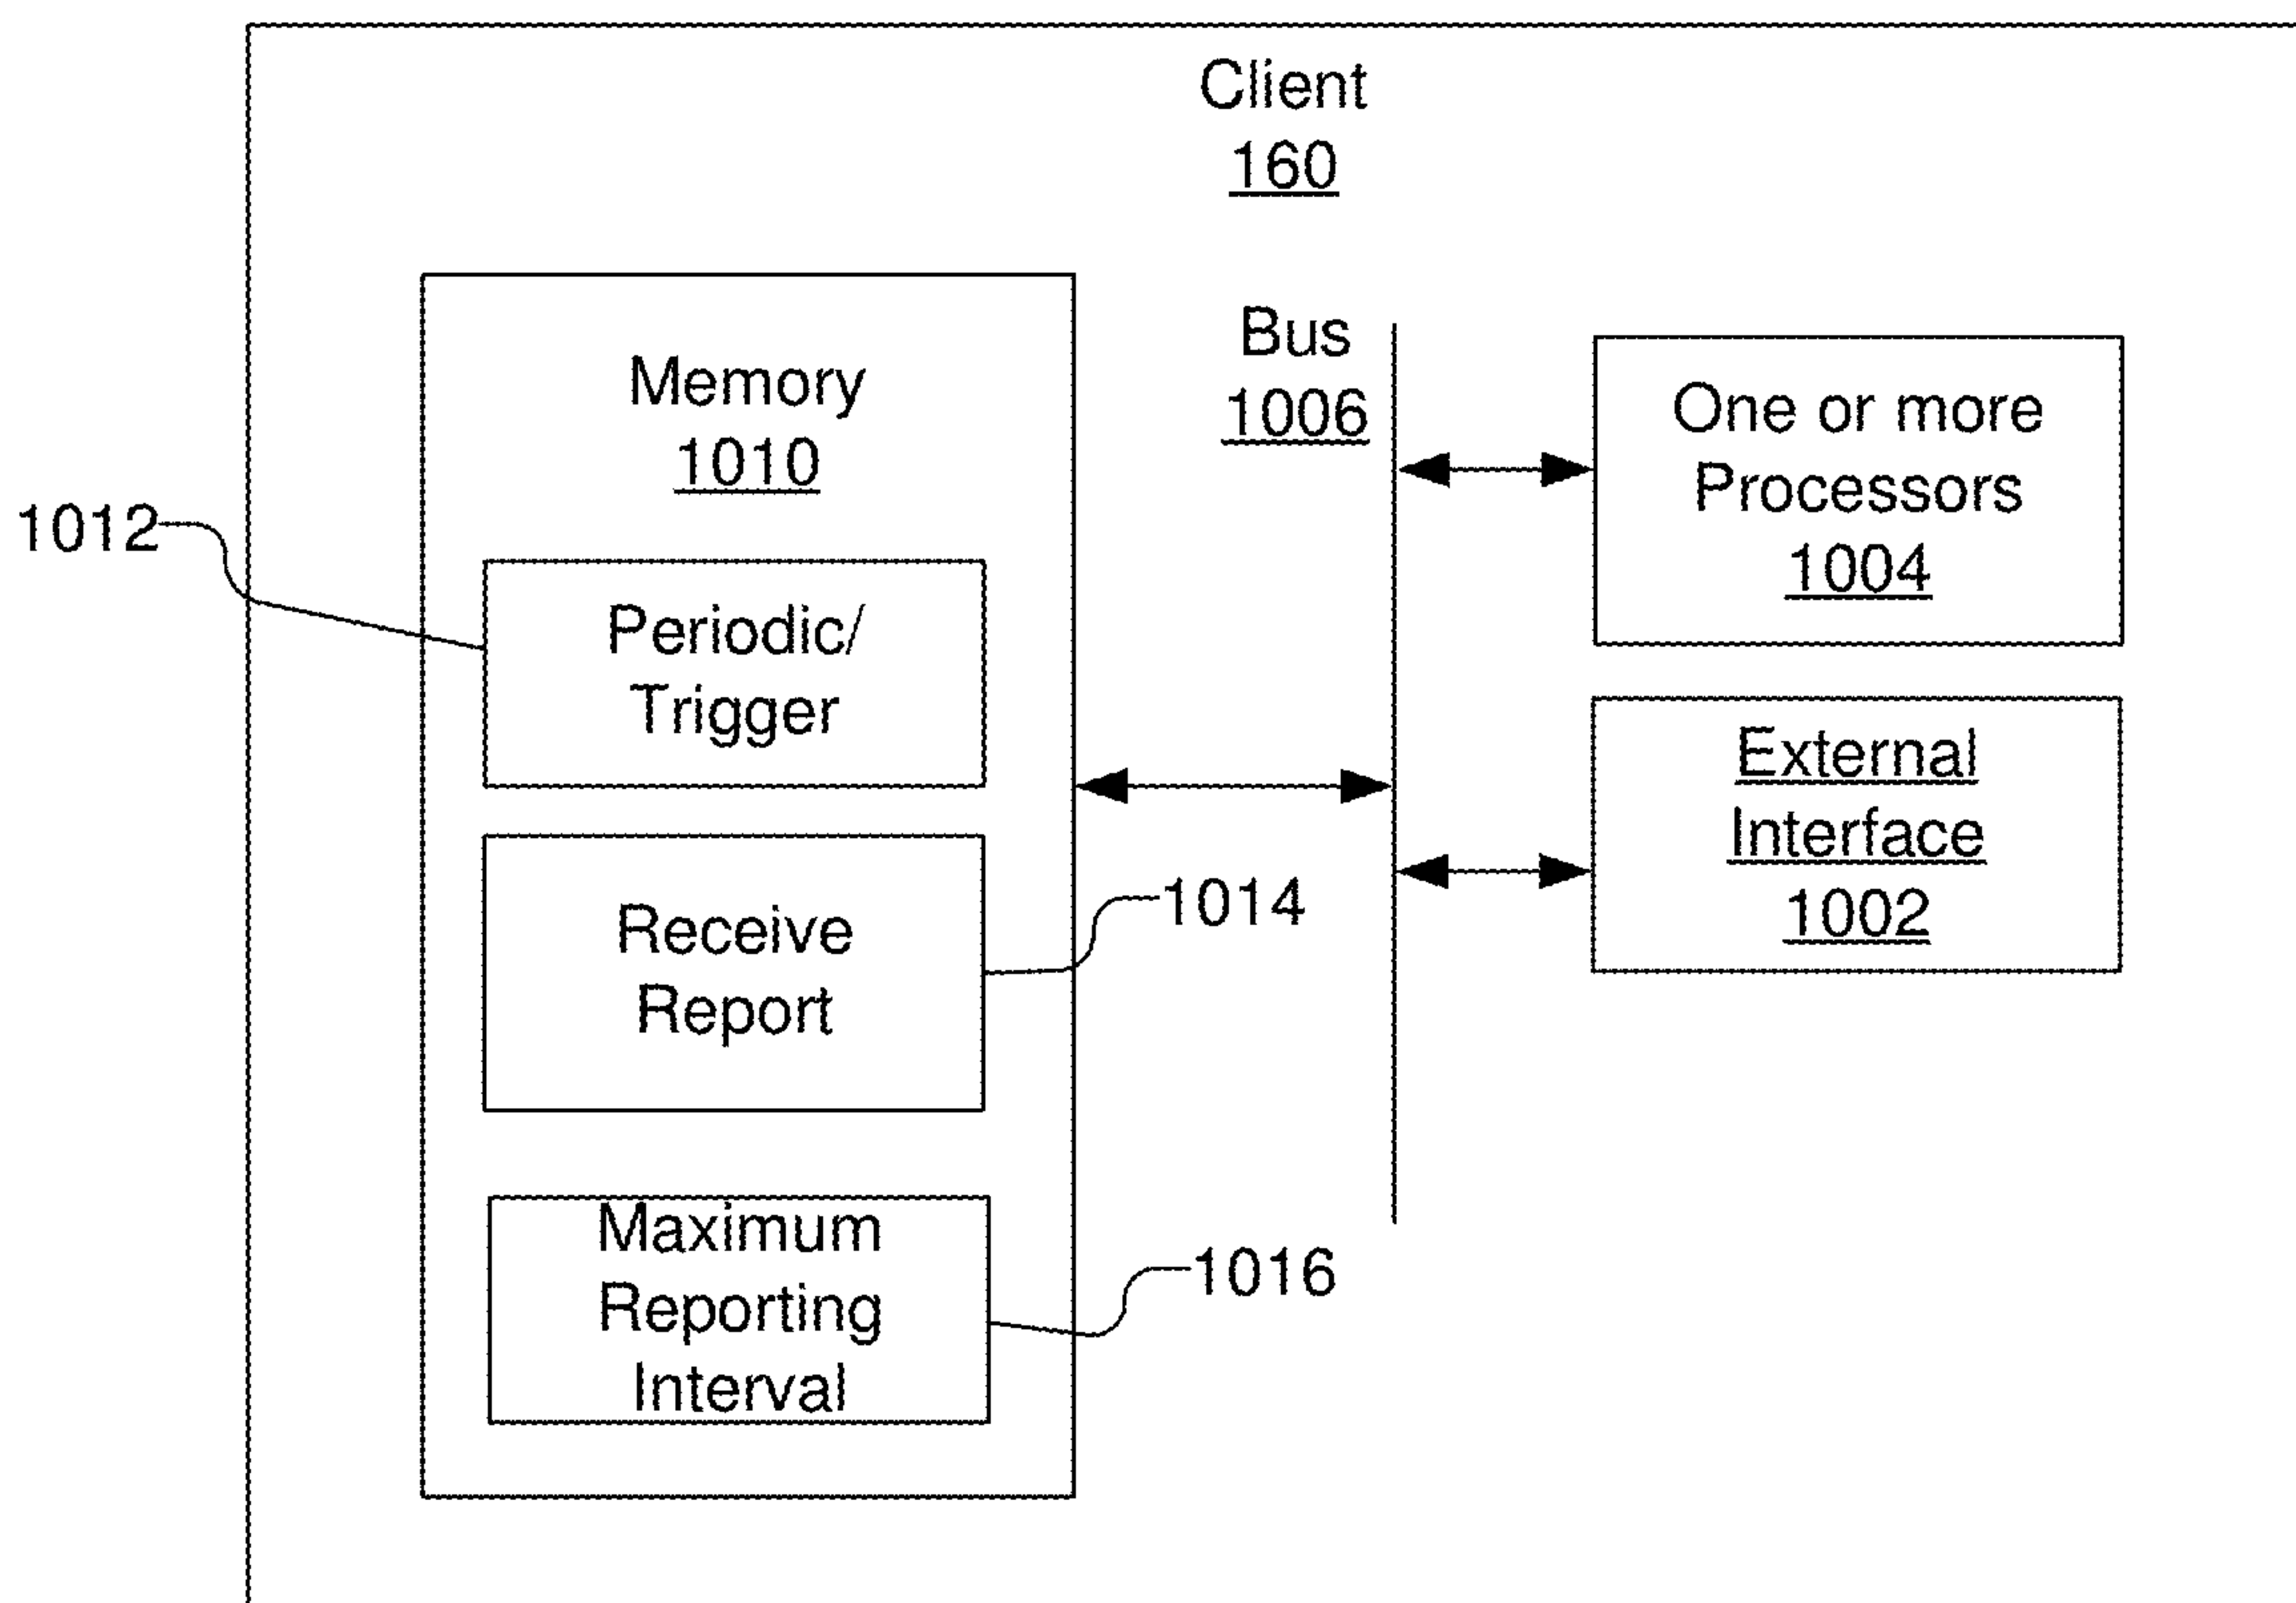 Client
160
Memory
1010
1012
Periodic/
Trigger
Receive
Report
1014
Maximum
Reporting
Interval
1016
Bus
1006
One or more
Processors
1004
External
Interface
1002